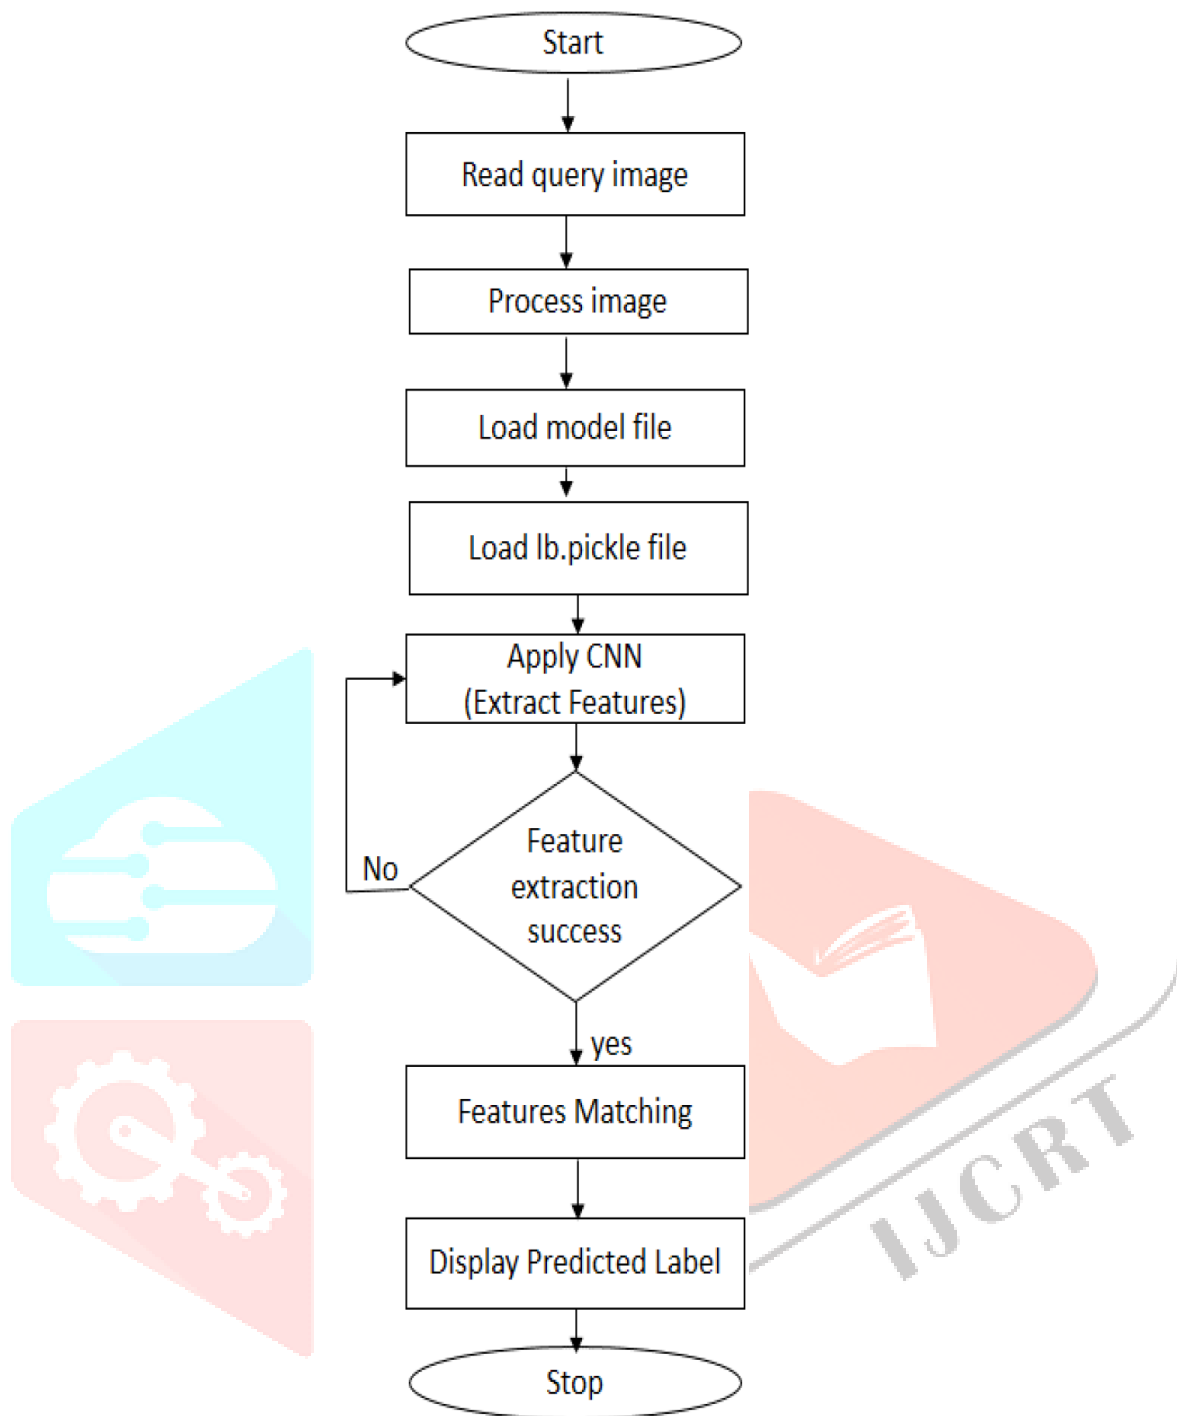 Start
Read query image
Process image
Load model file
Load lb.pickle file
Apply CNN
(Extract Features)
Feature
extraction
success
No
yes
Features Matching
Display Predicted Label
Stop
IJCRT